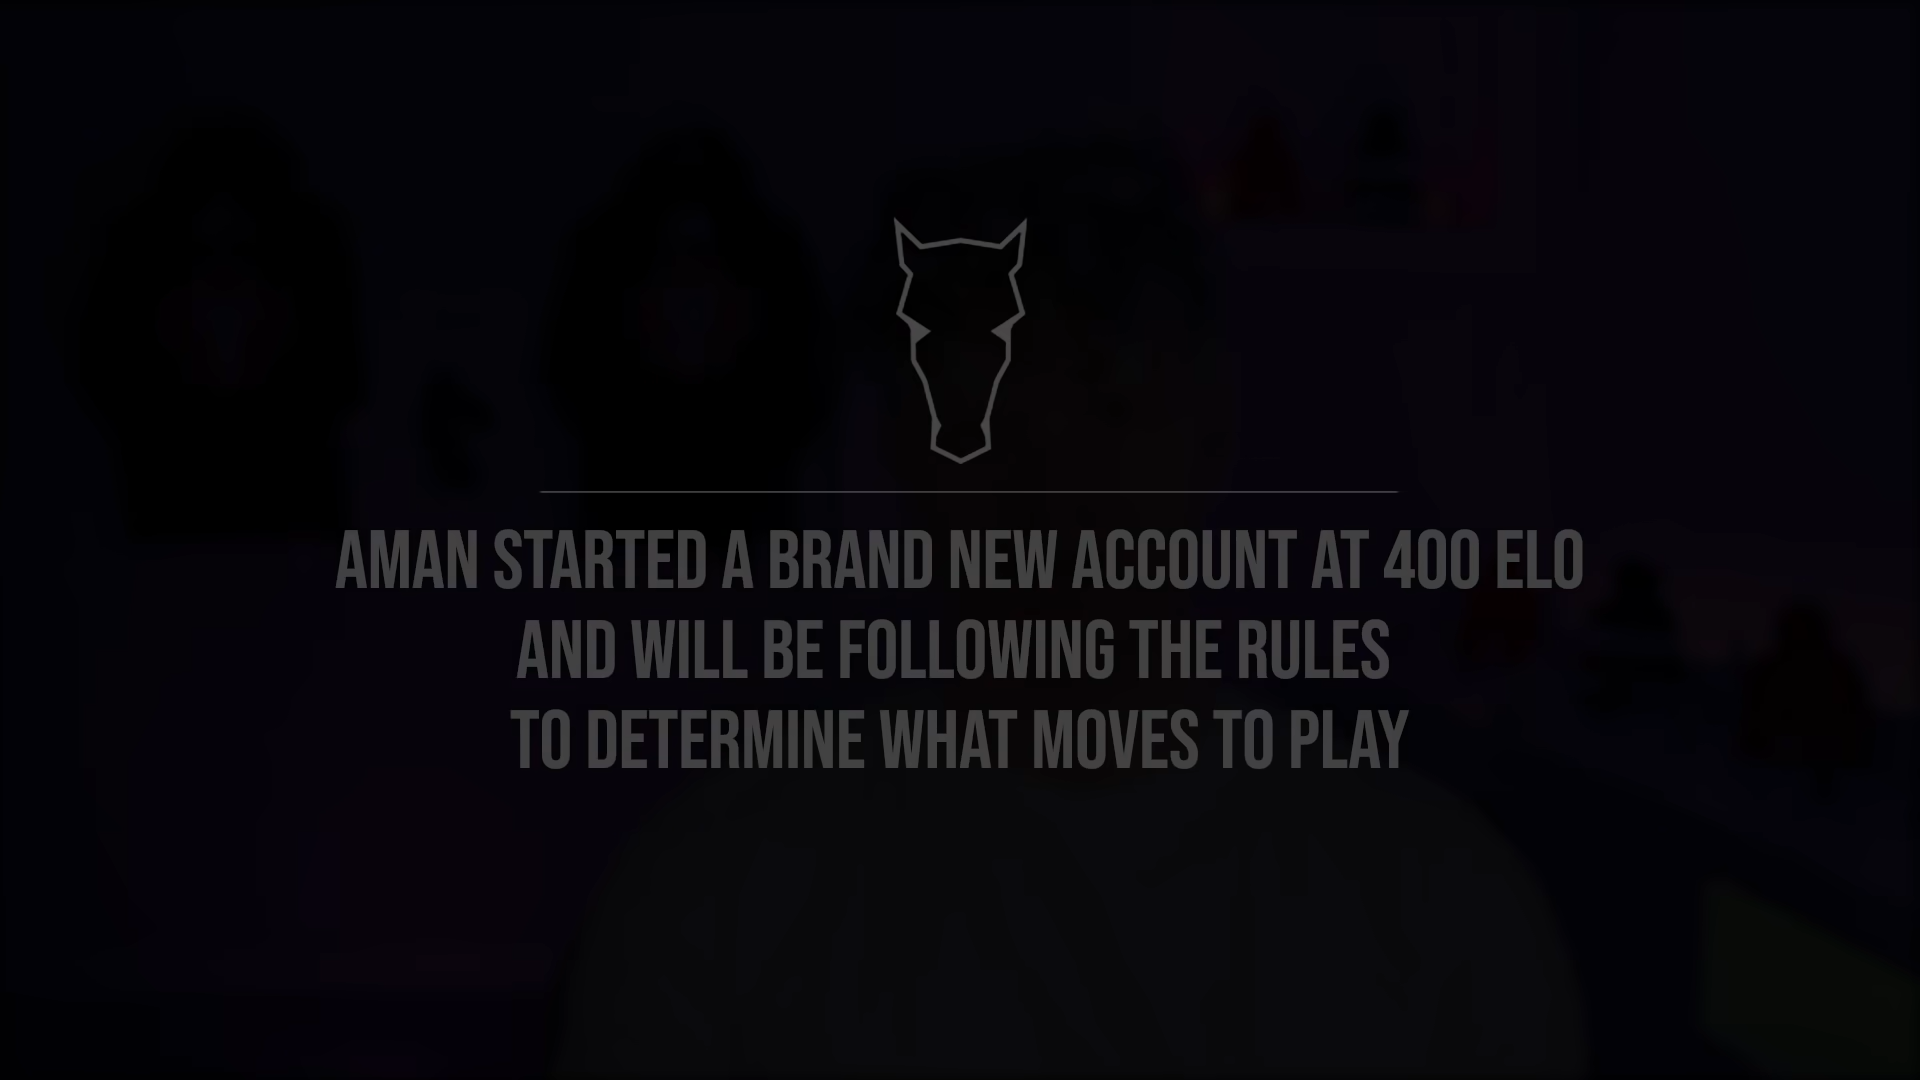 AMAN STARTED A BRAND NEW ACCOUNT AT 400 ELO
AND WILL BE FOLLOWING THE RULES
TO DETERMINE WHAT MOVES TO PLAY